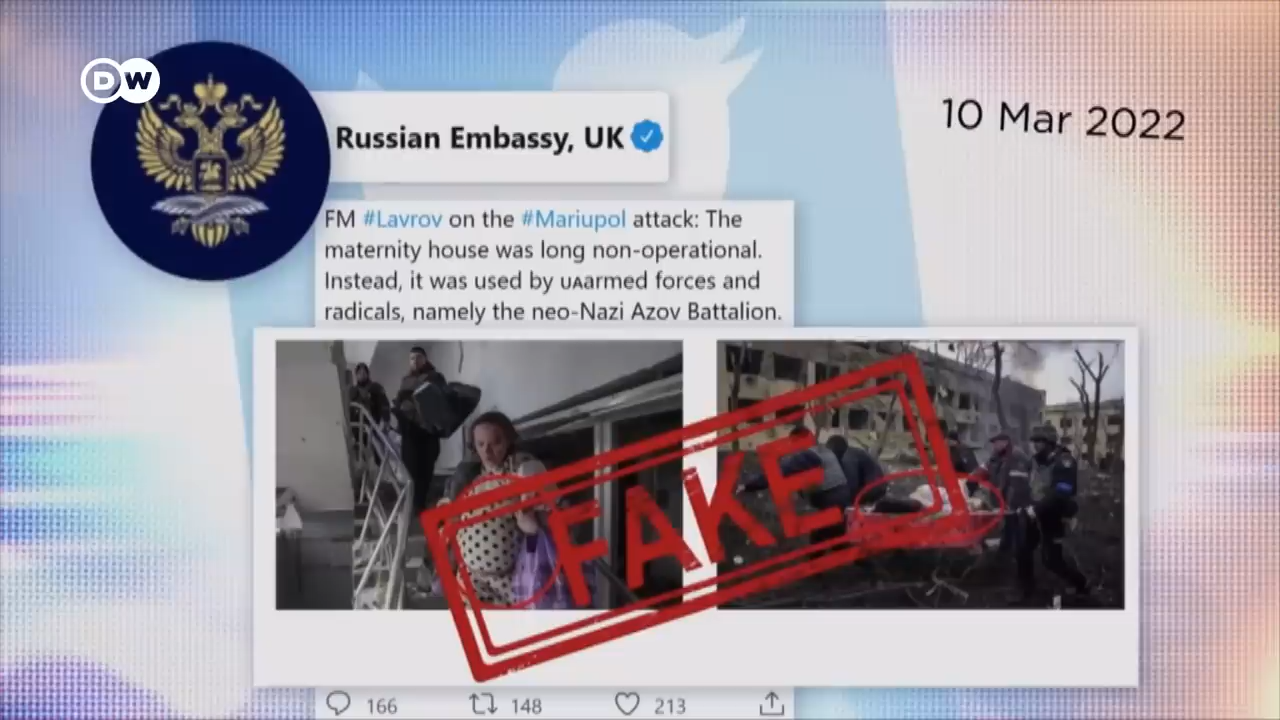 DW
10 Mar 2022
Russian Embassy, UK
FM #Lavrov on the #Mariupol attack: The
maternity house was long non-operational.
Instead, it was used by ᴜᴀarmed forces and
radicals, namely the neo-Nazi Azov Battalion.
FAKE
166 148 213